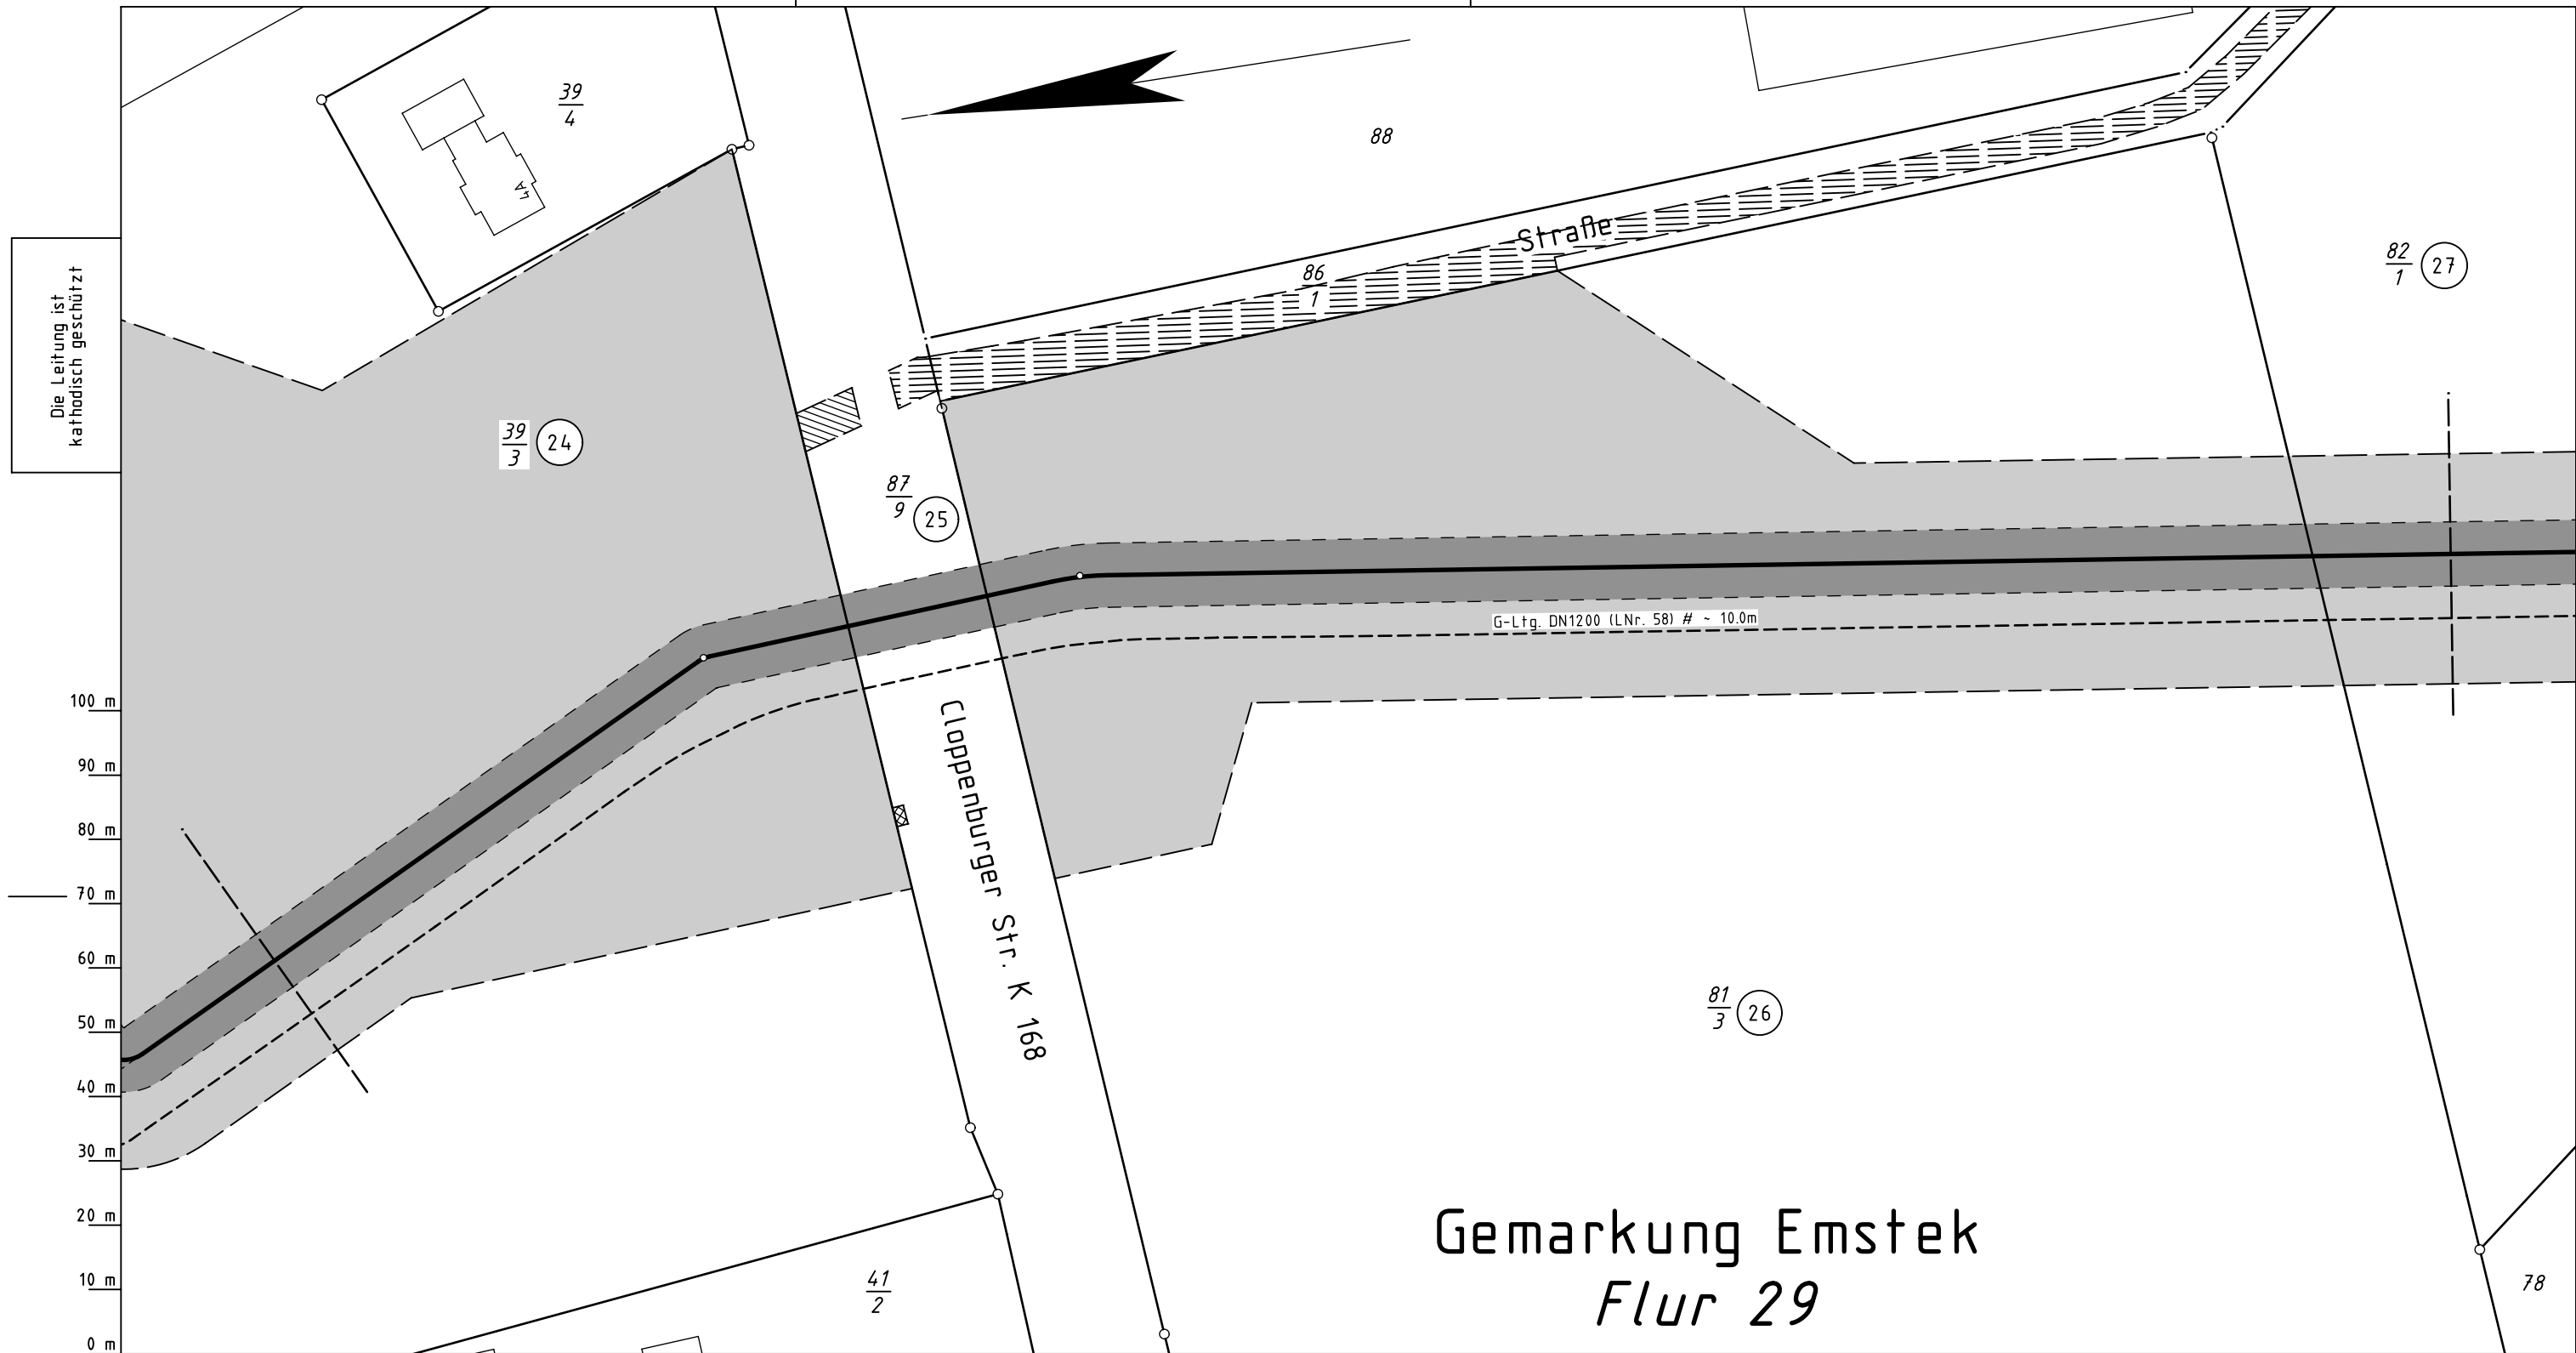 39
4
4A
88
Straße
86
1
82
1
27
Die Leitung ist
kathodisch geschützt
39
3
24
87
9
25
G-Ltg. DN1200 (LNr. 58) # ~ 10.0m
Cloppenburger Str. K 168
100 m
90 m
80 m
70 m
60 m
50 m
40 m
30 m
20 m
10 m
0 m
81
3
26
41
2
Gemarkung Emstek
Flur 29
78